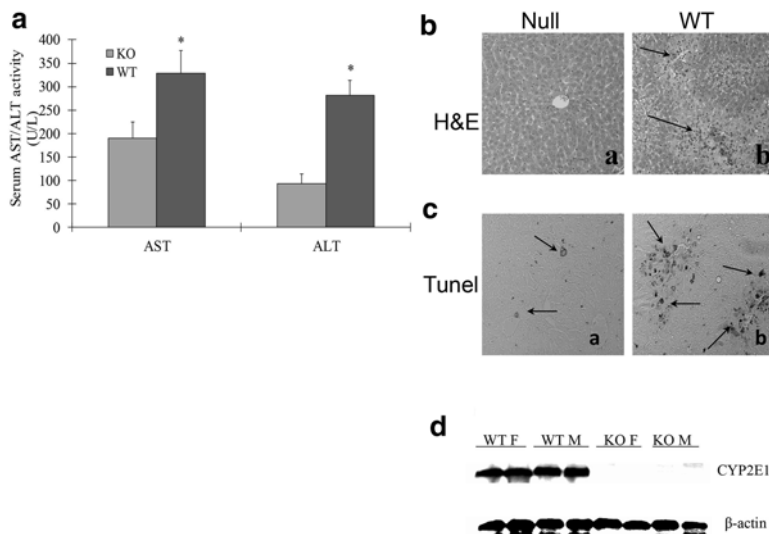 a
Serum AST/ALT activity
(U/L)
400
350
300
250
200
150
100
50
0
KO
WT
*
*
AST
ALT
b
Null
WT
H&E
a
b
c
Tunel
a
b
d
WT F
WT M
KO F
KO M
CYP2E1
β-actin